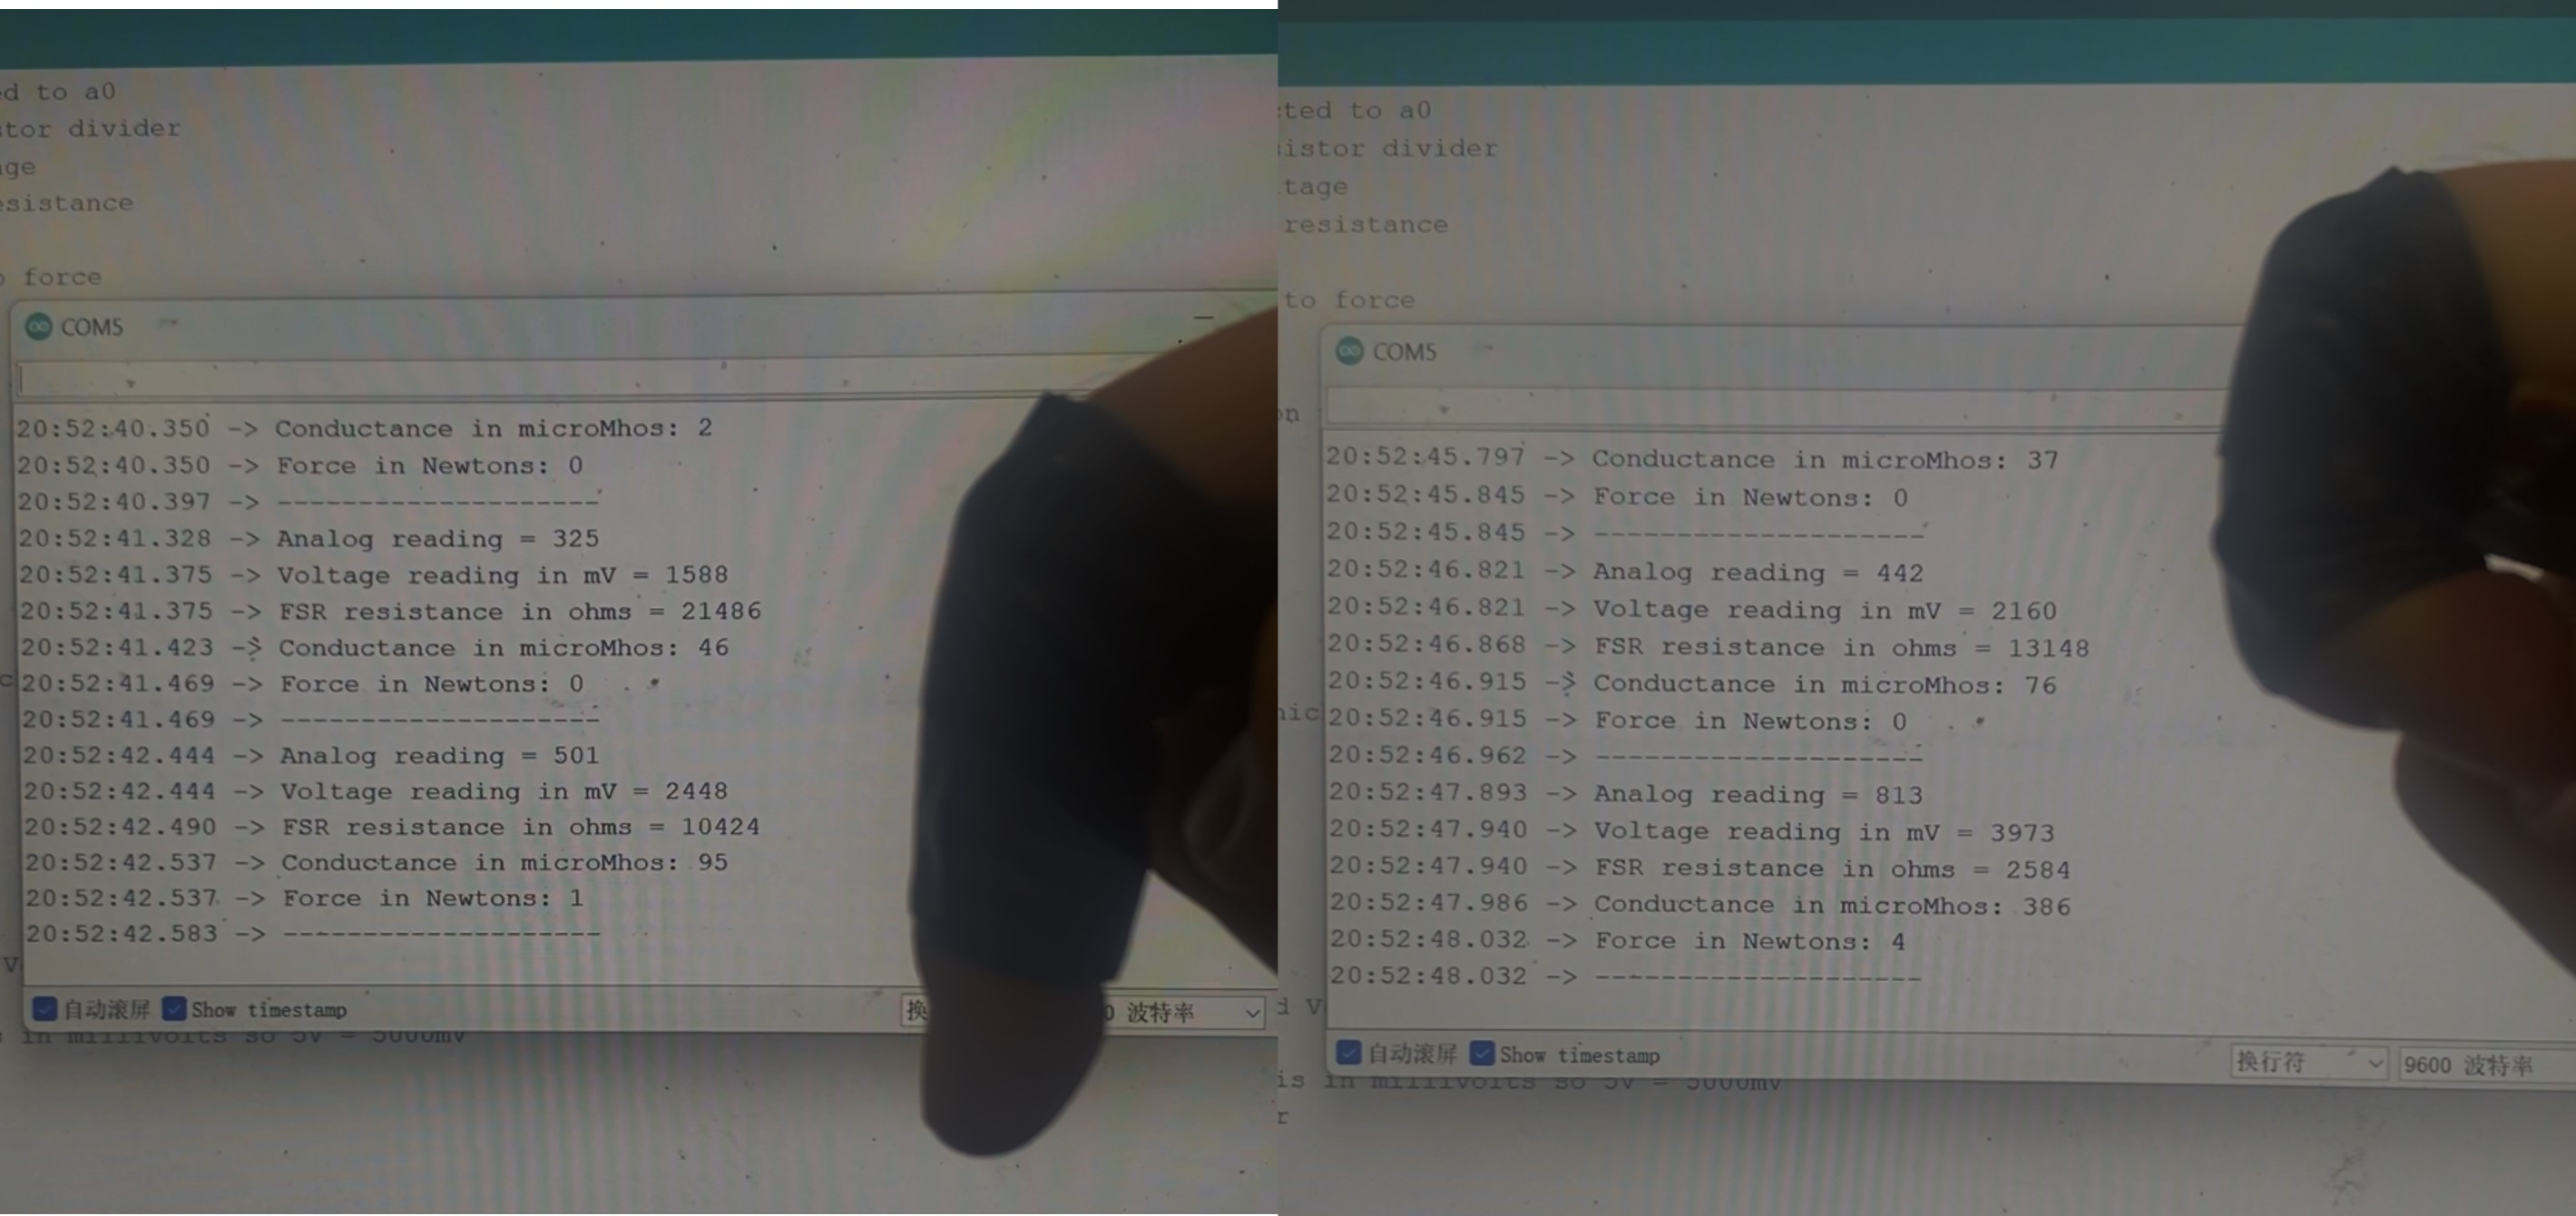 ed to a0
stor divider
age
esistance
force
COM5
20:52:40.350 -> Conductance in microMhos: 2
20:52:40.350 -> Force in Newtons: 0
20:52:40.397 -> --------------------
20:52:41.328 -> Analog reading = 325
20:52:41.375 -> Voltage reading in mV = 1588
20:52:41.375 -> FSR resistance in ohms = 21486
20:52:41.423 -> Conductance in microMhos: 46
20:52:41.469 -> Force in Newtons: 0
20:52:41.469 -> --------------------
20:52:42.444 -> Analog reading = 501
20:52:42.444 -> Voltage reading in mV = 2448
20:52:42.490 -> FSR resistance in ohms = 10424
20:52:42.537 -> Conductance in microMhos: 95
20:52:42.537 -> Force in Newtons: 1
20:52:42.583 -> --------------------
V
自动滚屏 Show timestamp 换 0 波特率
in millivolts so 5V = 5000mV
cted to a0
sistor divider
tage
resistance
to force
COM5
on
20:52:45.797 -> Conductance in microMhos: 37
20:52:45.845 -> Force in Newtons: 0
20:52:45.845 -> --------------------
20:52:46.821 -> Analog reading = 442
20:52:46.821 -> Voltage reading in mV = 2160
20:52:46.868 -> FSR resistance in ohms = 13148
20:52:46.915 -> Conductance in microMhos: 76
nic 20:52:46.915 -> Force in Newtons: 0
20:52:46.962 -> --------------------
20:52:47.893 -> Analog reading = 813
20:52:47.940 -> Voltage reading in mV = 3973
20:52:47.940 -> FSR resistance in ohms = 2584
20:52:47.986 -> Conductance in microMhos: 386
20:52:48.032 -> Force in Newtons: 4
20:52:48.032 -> --------------------
d V
自动滚屏 Show timestamp 换行符 9600 波特率
is in millivolts so 5V = 5000mV
r